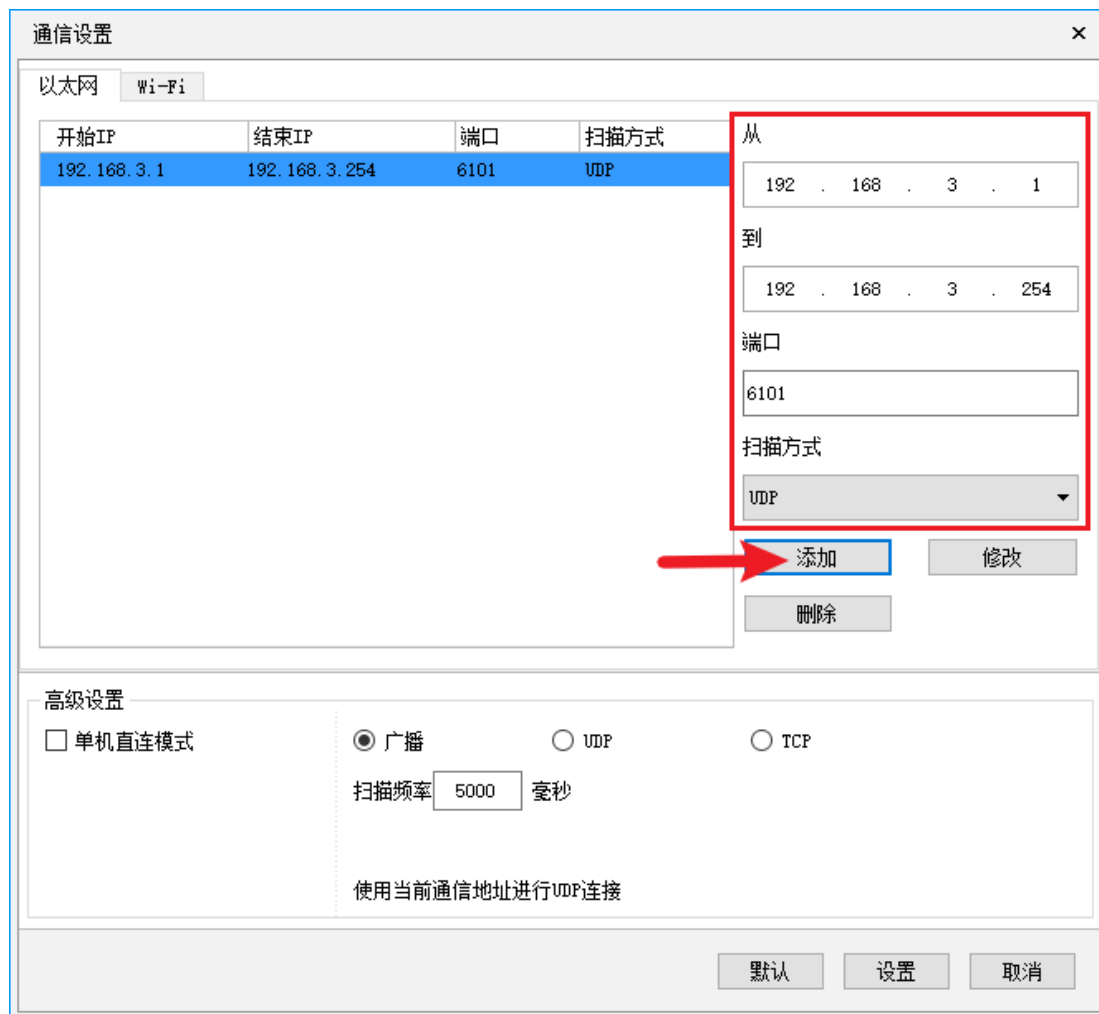 通信设置
以太网 Wi-Fi
开始IP 结束IP 端口 扫描方式
192.168.3.1 192.168.3.254 6101 UDP
从
192 . 168 . 3 . 1
到
192 . 168 . 3 . 254
端口
6101
扫描方式
UDP
添加 修改
删除
高级设置
单机直连模式 广播 UDP TCP
扫描频率 5000 毫秒
使用当前通信地址进行UDP连接
默认 设置 取消